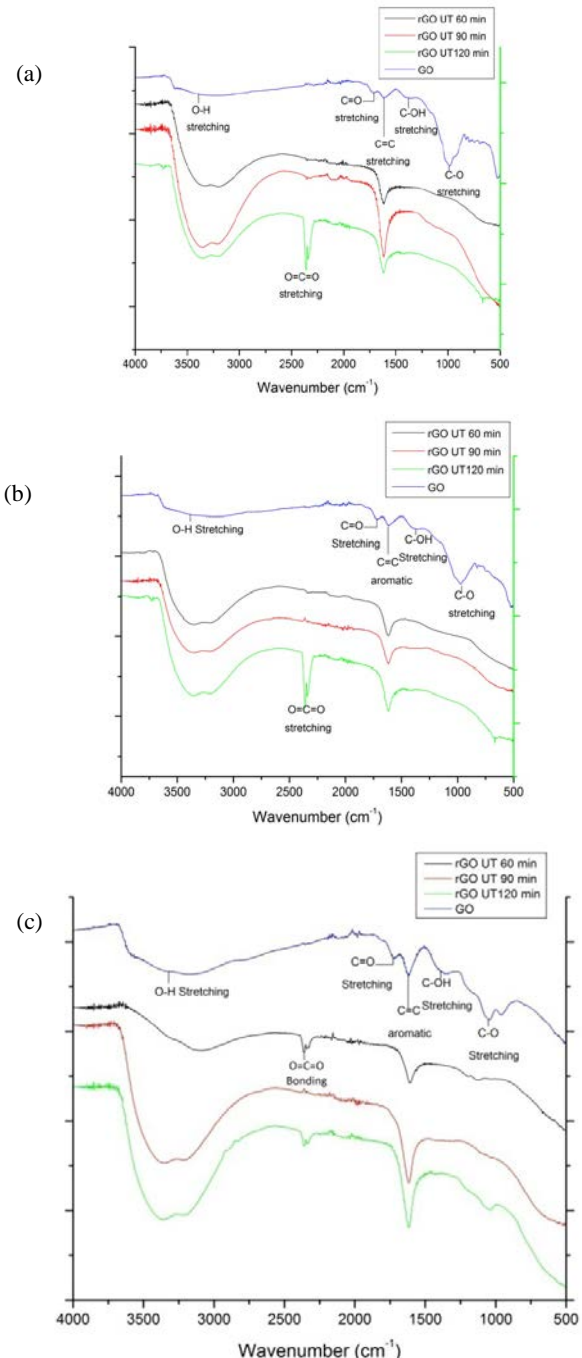 (a)
rGO UT 60 min
rGO UT 90 min
rGO UT120 min
GO
O-H
stretching
C=O
stretching
C=C
stretching
C-OH
stretching
C-O
stretching
O=C=O
stretching
4000 3500 3000 2500 2000 1500 1000 500
Wavenumber (cm⁻¹)
(b)
rGO UT 60 min
rGO UT 90 min
rGO UT120 min
GO
O-H Stretching
C=O
Stretching
C=C
aromatic
C-OH
Stretching
C-O
stretching
O=C=O
stretching
4000 3500 3000 2500 2000 1500 1000 500
Wavenumber (cm⁻¹)
(c)
rGO UT 60 min
rGO UT 90 min
rGO UT120 min
GO
O-H Stretching
C=O
Stretching
C=C
aromatic
C-OH
Stretching
C-O
Stretching
O=C=O
Bonding
4000 3500 3000 2500 2000 1500 1000 500
Wavenumber (cm⁻¹)